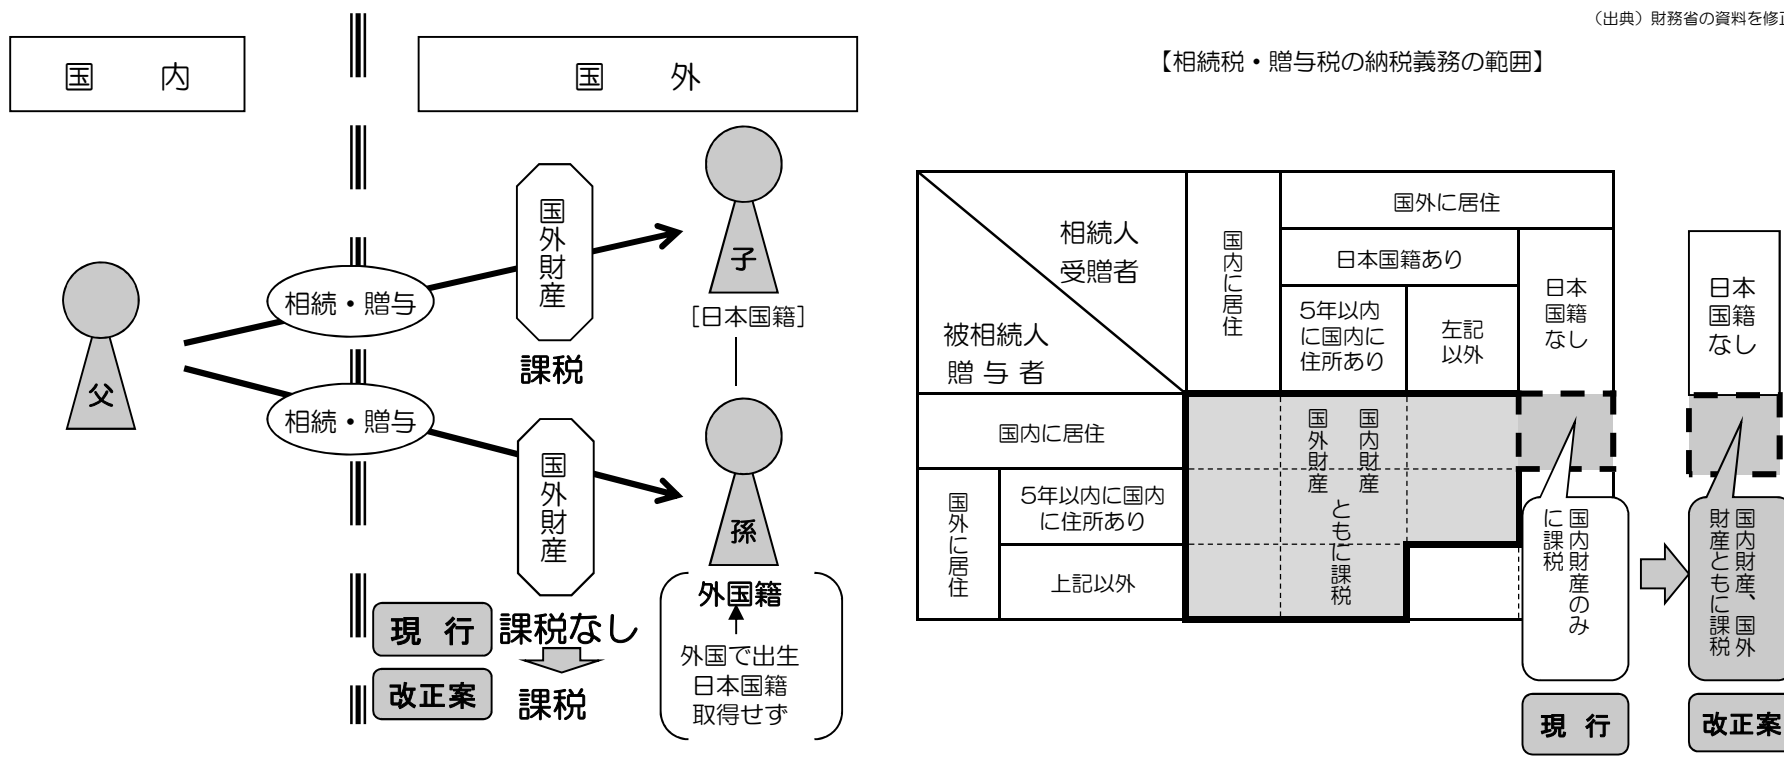 （出典）財務省の資料を修正
国　内
国　外
父
相続・贈与
相続・贈与
国外財産
課税
国外財産
子
［日本国籍］
孫
外国籍
外国で出生
日本国籍
取得せず
現　行
課税なし
改正案
課税
【相続税・贈与税の納税義務の範囲】
相続人
受贈者
被相続人
贈 与 者
国内に居住
国外に居住
日本国籍あり
5年以内
に国内に
住所あり
左記
以外
日本
国籍
なし
国内に居住
国外に居住
5年以内に国内
に住所あり
上記以外
国内財産
国外財産
ともに課税
国内財産のみ
に課税
現　行
日本
国籍
なし
国内財産、国外
財産ともに課税
改正案